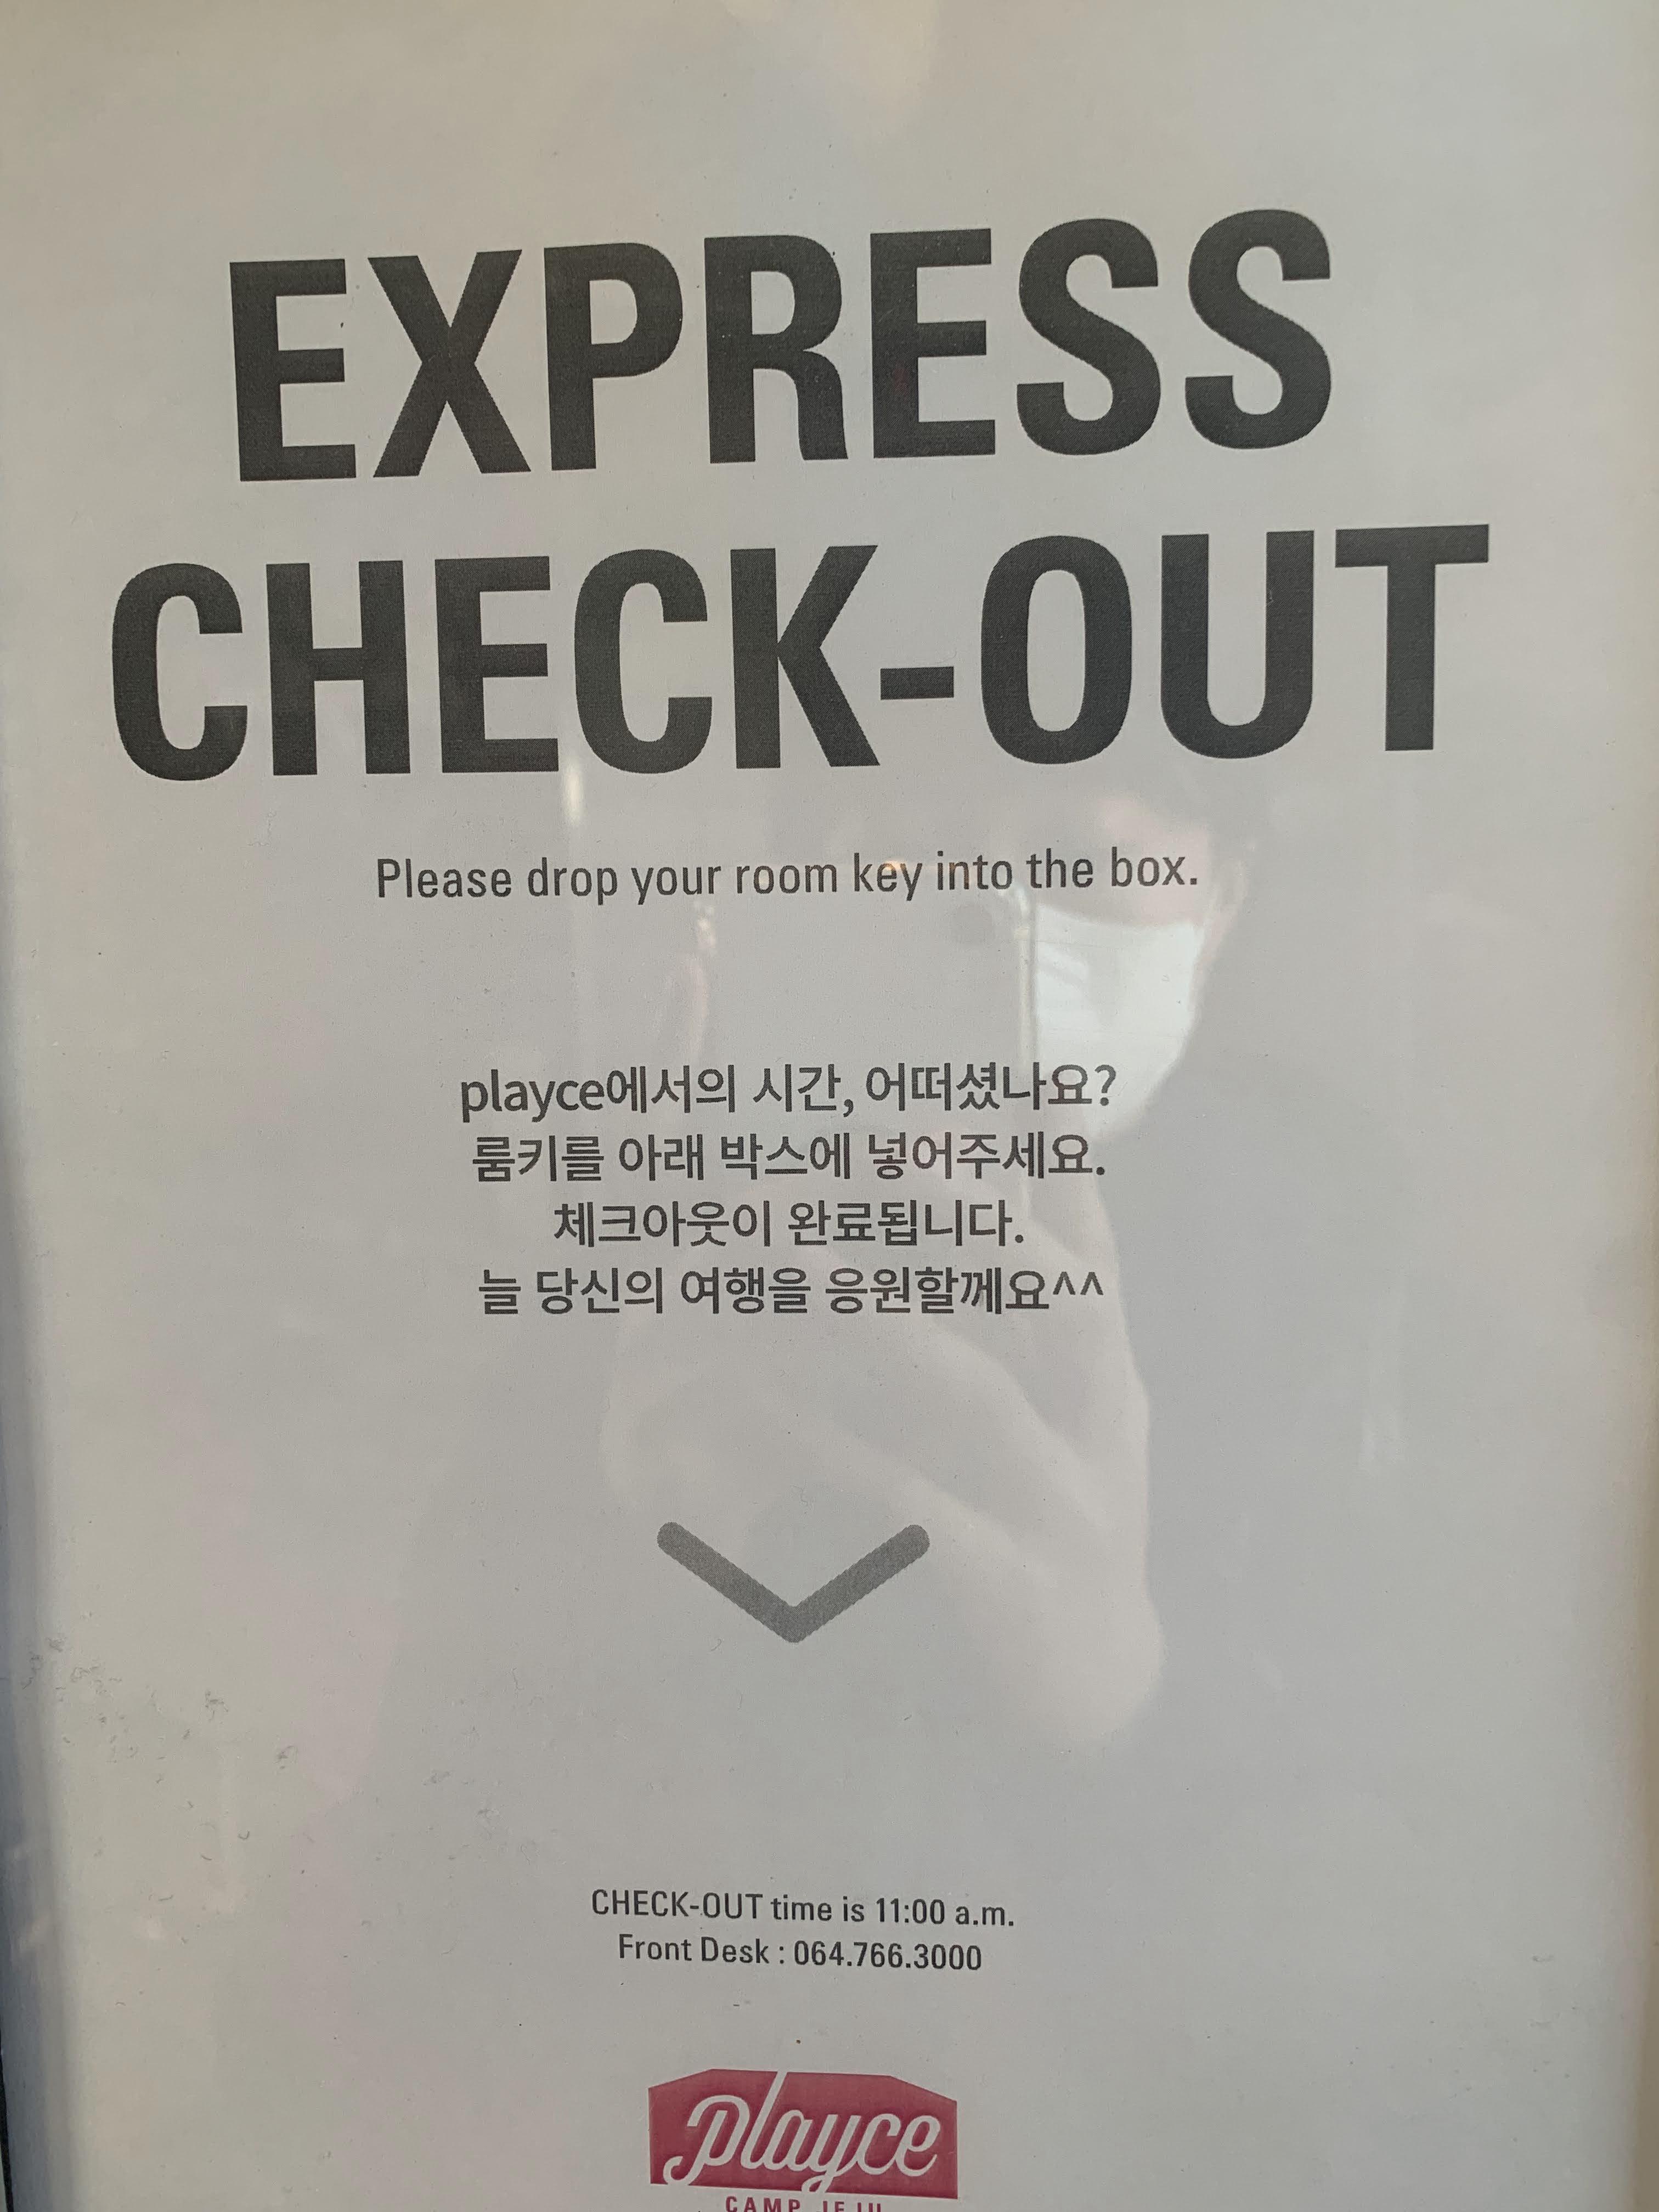 EXPRESS
CHECK-OUT
Please drop your room key into the box.
playce에서의 시간, 어떠셨나요?
룸키를 아래 박스에 넣어주세요.
체크아웃이 완료됩니다.
늘 당신의 여행을 응원할께요^^
CHECK-OUT time is 11:00 a.m.
Front Desk : 064.766.3000
playce
CAMP JEJU